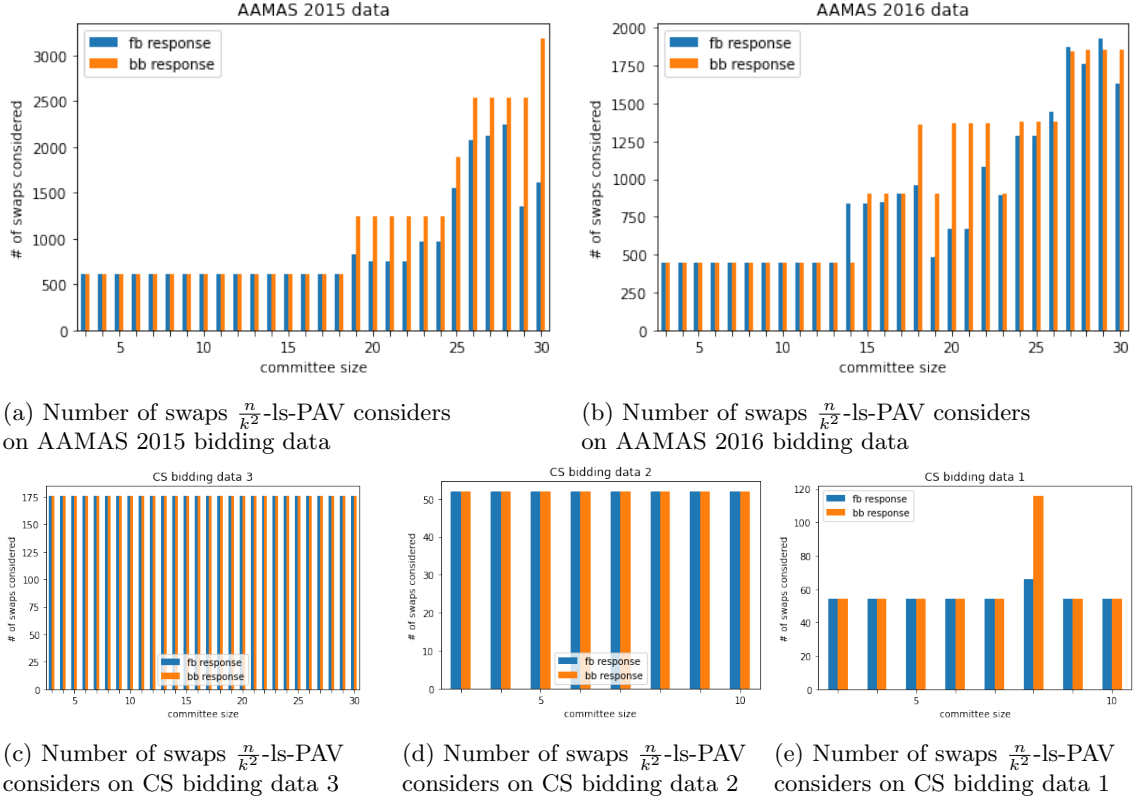 AAMAS 2015 data
fb response
bb response
# of swaps considered
3000
2500
2000
1500
1000
500
0
5 10 15 20 25 30
committee size
AAMAS 2016 data
fb response
bb response
# of swaps considered
2000
1750
1500
1250
1000
750
500
250
0
5 10 15 20 25 30
committee size
(a) Number of swaps n/k²-ls-PAV considers
on AAMAS 2015 bidding data
(b) Number of swaps n/k²-ls-PAV considers
on AAMAS 2016 bidding data
CS bidding data 3
# of swaps considered
175
150
125
100
75
50
25
0
fb response
bb response
5 10 15 20 25 30
committee size
CS bidding data 2
# of swaps considered
50
40
30
20
10
0
fb response
bb response
5 10
committee size
CS bidding data 1
fb response
bb response
# of swaps considered
120
100
80
60
40
20
0
5 10
committee size
(c) Number of swaps n/k²-ls-PAV
considers on CS bidding data 3
(d) Number of swaps n/k²-ls-PAV
considers on CS bidding data 2
(e) Number of swaps n/k²-ls-PAV
considers on CS bidding data 1